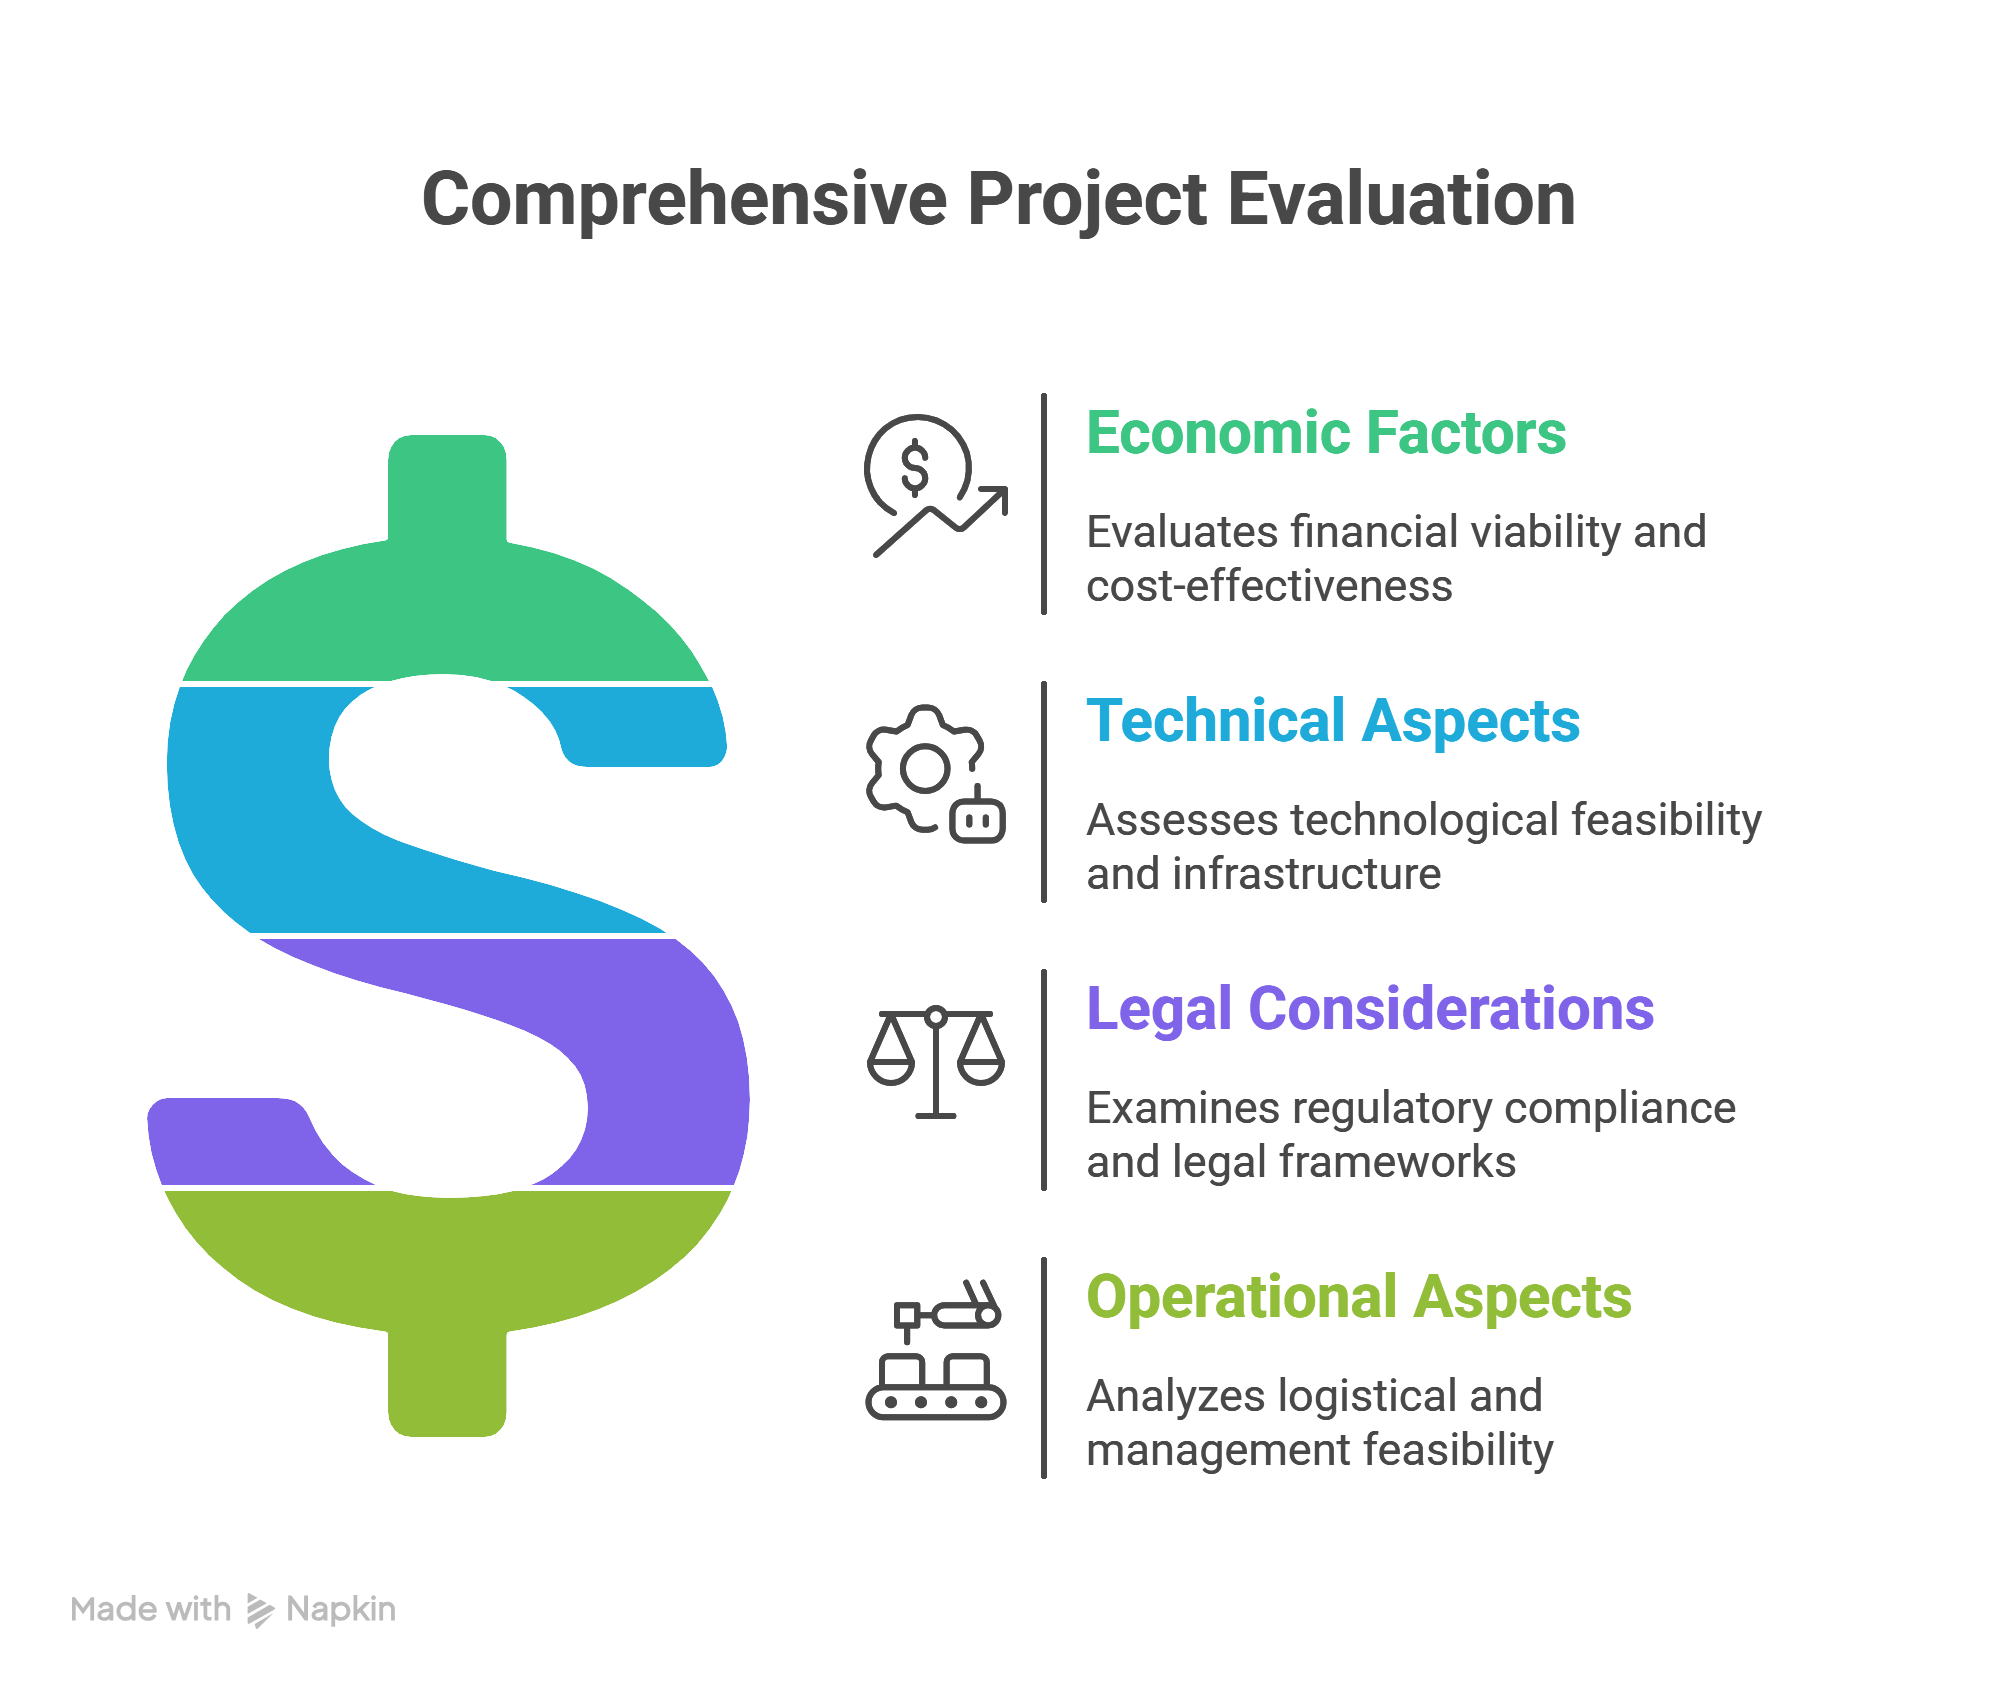 Comprehensive Project Evaluation
$
Economic Factors
Evaluates financial viability and
cost-effectiveness
Technical Aspects
Assesses technological feasibility
and infrastructure
Legal Considerations
Examines regulatory compliance
and legal frameworks
Operational Aspects
Analyzes logistical and
management feasibility
Made with Napkin